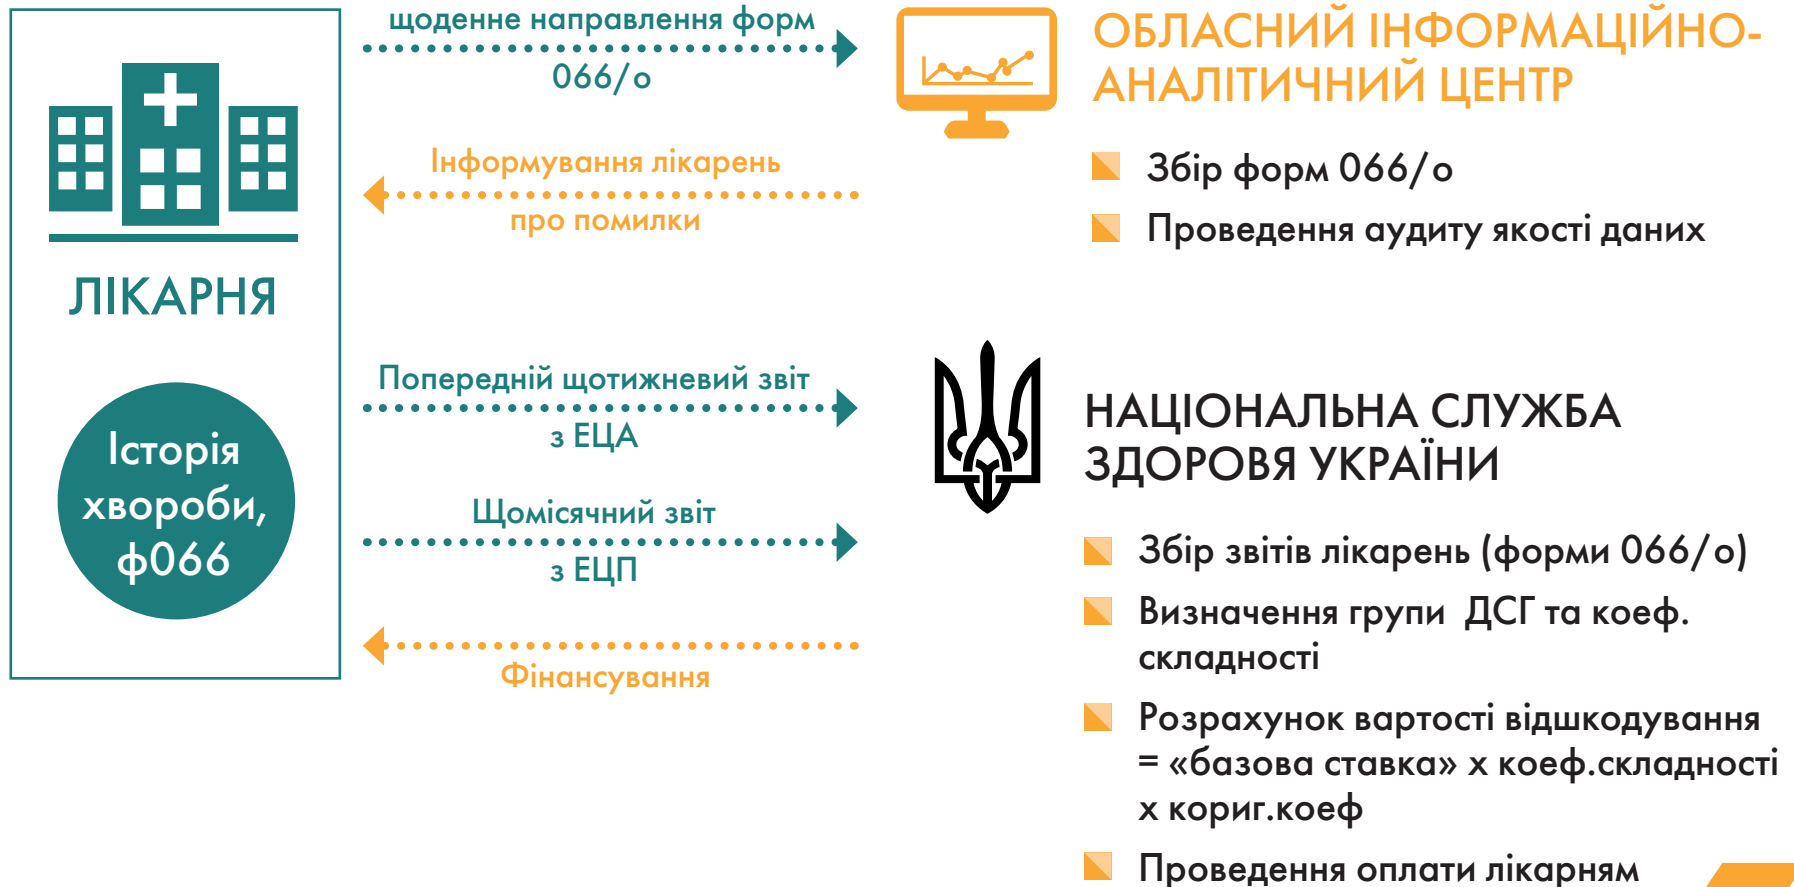 ЛІКАРНЯ
Історія
хвороби,
ф066
щоденне направлення форм
066/о
Інформування лікарень
про помилки
Попередній щотижневий звіт
з ЕЦА
Щомісячний звіт
з ЕЦП
Фінансування
ОБЛАСНИЙ ІНФОРМАЦІЙНО-
АНАЛІТИЧНИЙ ЦЕНТР
Збір форм 066/о
Проведення аудиту якості даних
НАЦІОНАЛЬНА СЛУЖБА
ЗДОРОВЯ УКРАЇНИ
Збір звітів лікарень (форми 066/о)
Визначення групи ДСГ та коеф.
складності
Розрахунок вартості відшкодування
= «базова ставка» х коеф.складності
х кориг.коеф
Проведення оплати лікарням